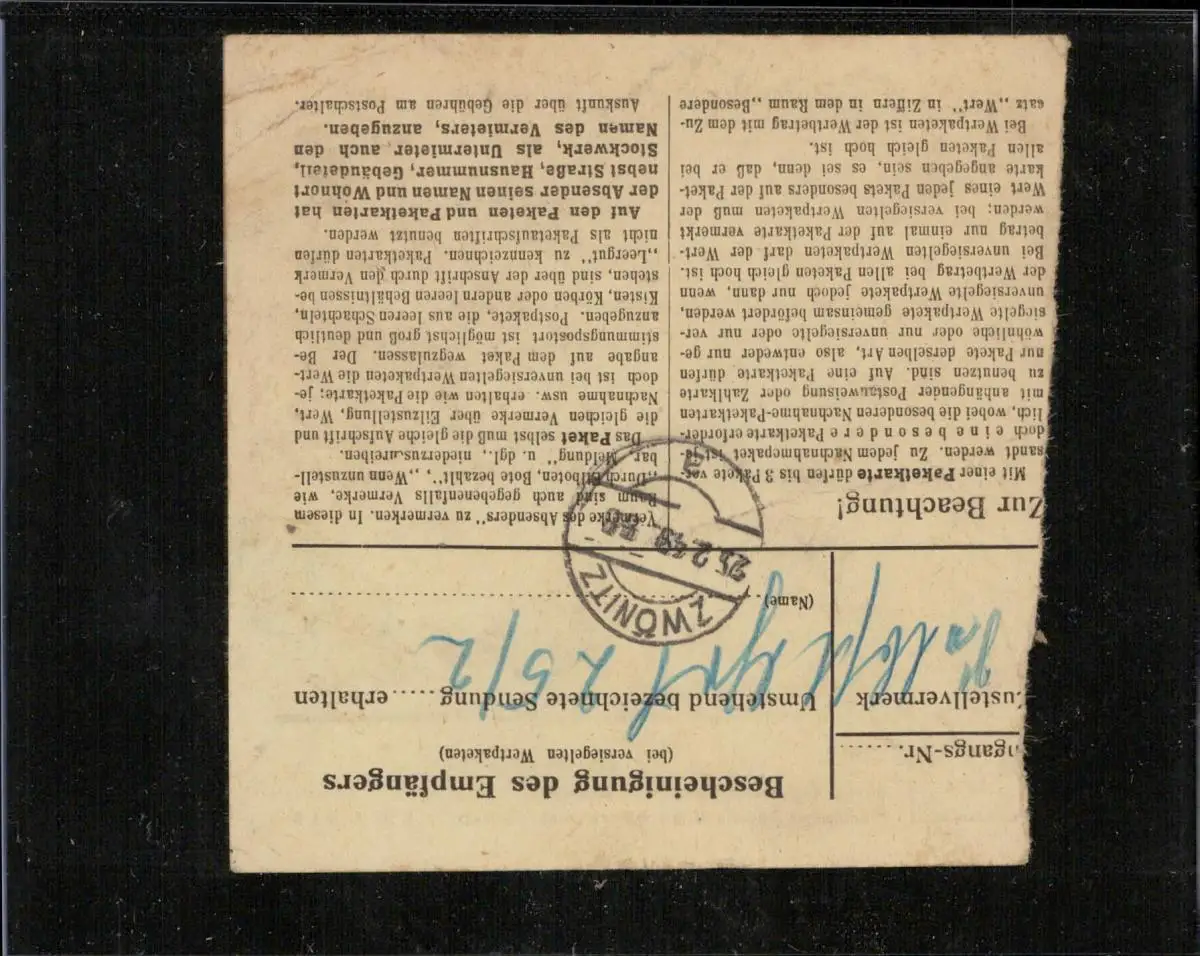 Bescheinigung des Empfängers
(bei versiegelten Wertpaketen)
ngangs-Nr. ........
Zustellvermerk
Umstehend bezeichnete Sendung ...... erhalten
25/2
(Name)
ZWÖNITZ
25.2.48
a
Zur Beachtung!
Mit einer Paketkarte dürfen bis 3 Pakete ver-
sandt werden. Zu jedem Nachnahmepaket ist je-
doch eine besondere Paketkarte erforder-
lich, wobei die besonderen Nachnahme-Paketkarten
mit anhängender Postanweisung oder Zahlkarte
zu benutzen sind. Auf eine Paketkarte dürfen
nur Pakete derselben Art, also entweder nur ge-
wöhnliche oder nur unversiegelte oder nur ver-
siegelte Wertpakete gemeinsam befördert werden,
unversiegelte Wertpakete jedoch nur dann, wenn
der Wertbetrag bei allen Paketen gleich hoch ist.
Bei unversiegelten Wertpaketen darf der Wert-
betrag nur einmal auf der Paketkarte vermerkt
werden; bei versiegelten Wertpaketen muß der
Wert eines jeden Pakets besonders auf der Paket-
karte angegeben sein, es sei denn, daß er bei
allen Paketen gleich hoch ist.
Bei Wertpaketen ist der Wertbetrag mit dem Zu-
satz „Wert" in Ziffern in dem Raum „Besondere
Vermerke des Absenders" zu vermerken. In diesem
Raum sind auch gegebenenfalls Vermerke, wie
„Durch Eilboten, Bote bezahlt", „Wenn unzustell-
bar, Meldung" u. dgl., niederzuschreiben.
Das Paket selbst muß die gleiche Aufschrift und
die gleichen Vermerke über Eilzustellung, Wert,
Nachnahme usw. erhalten wie die Paketkarte; je-
doch ist bei unversiegelten Wertpaketen die Wert-
angabe auf dem Paket wegzulassen. Der Be-
stimmungspostort ist möglichst groß und deutlich
anzugeben. Postpakete, die aus leeren Schachteln,
Kisten, Körben oder andern leeren Behältnissen be-
stehen, sind über der Anschrift durch den Vermerk
„Leergut" zu kennzeichnen. Paketkarten dürfen
nicht als Paketaufschriften benutzt werden.
Auf den Paketen und Paketkarten hat
der Absender seinen Namen und Wohnort
nebst Straße, Hausnummer, Gebäudeteil,
Stockwerk, als Untermieter auch den
Namen des Vermieters, anzugeben.
Auskunft über die Gebühren am Postschalter.